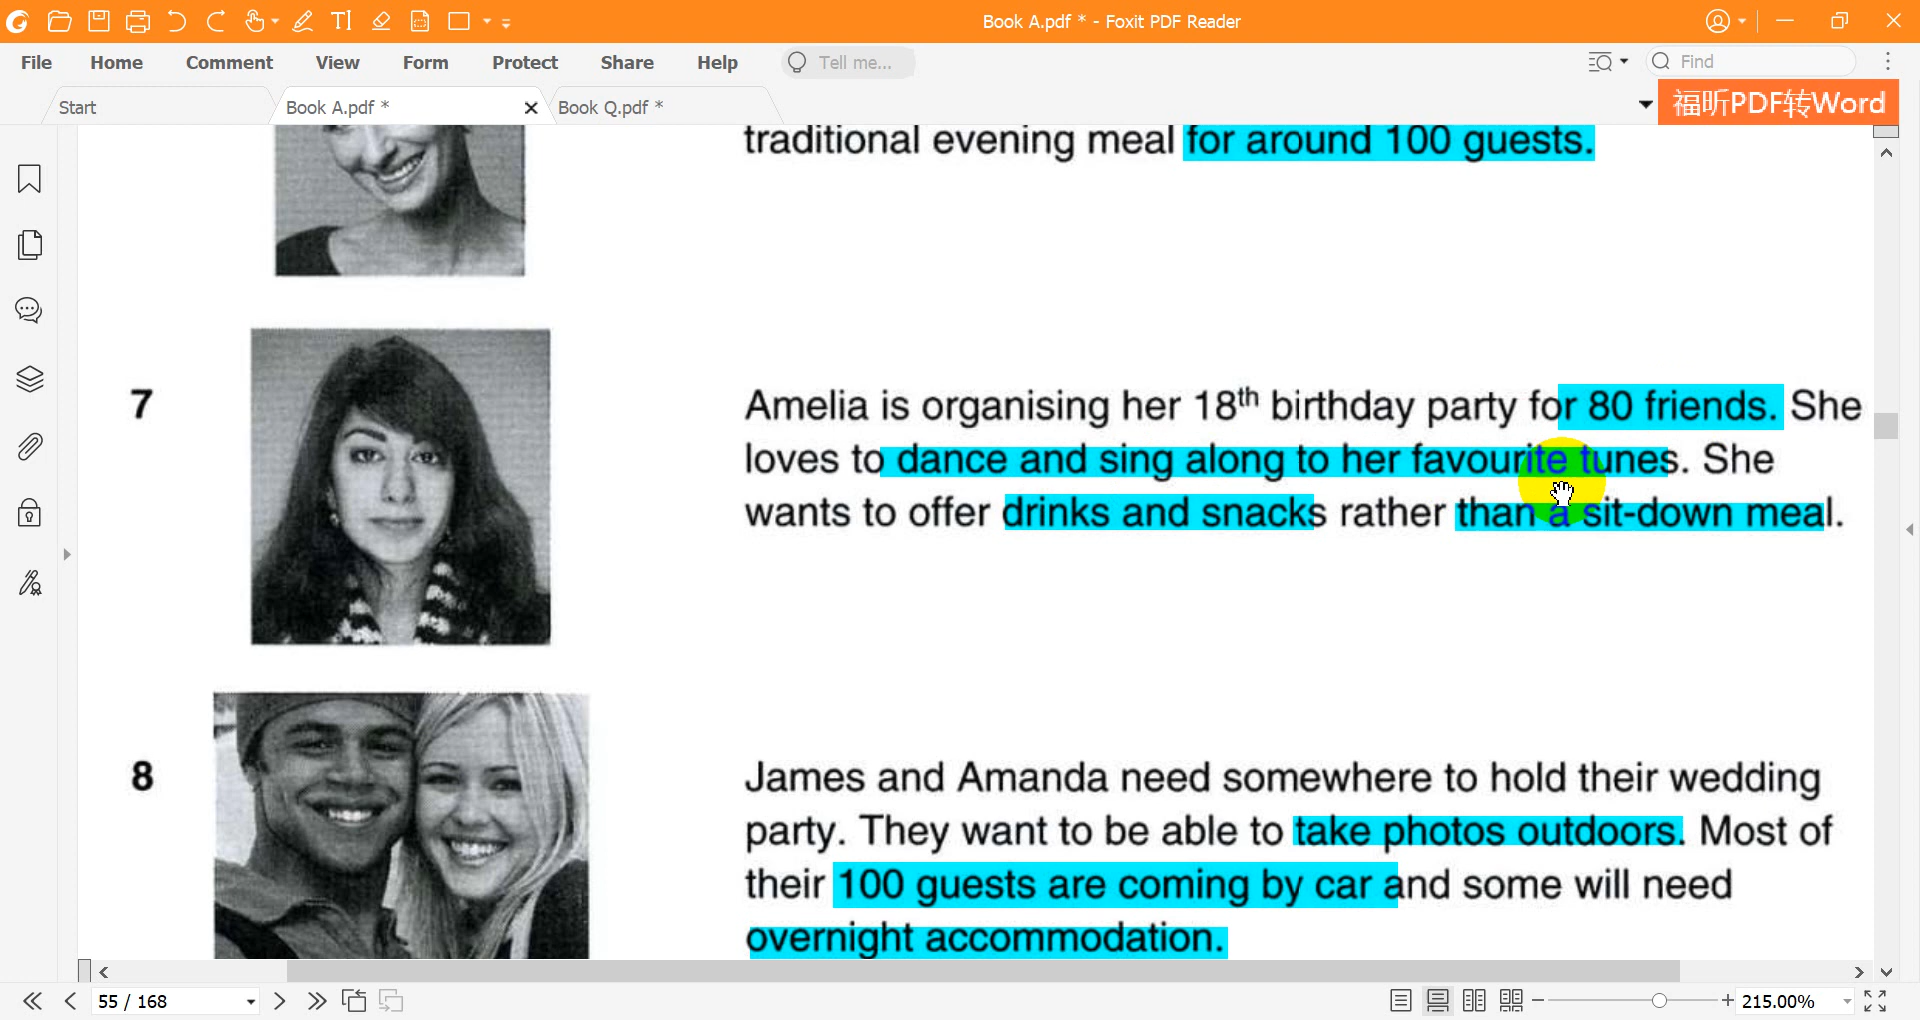 Book A.pdf * - Foxit PDF Reader
File Home Comment View Form Protect Share Help Tell me... Find
Start Book A.pdf * Book Q.pdf * 福昕PDF转Word
traditional evening meal for around 100 guests.
7
Amelia is organising her 18th birthday party for 80 friends. She
loves to dance and sing along to her favourite tunes. She
wants to offer drinks and snacks rather than a sit-down meal.
8
James and Amanda need somewhere to hold their wedding
party. They want to be able to take photos outdoors. Most of
their 100 guests are coming by car and some will need
overnight accommodation.
55 / 168 215.00%